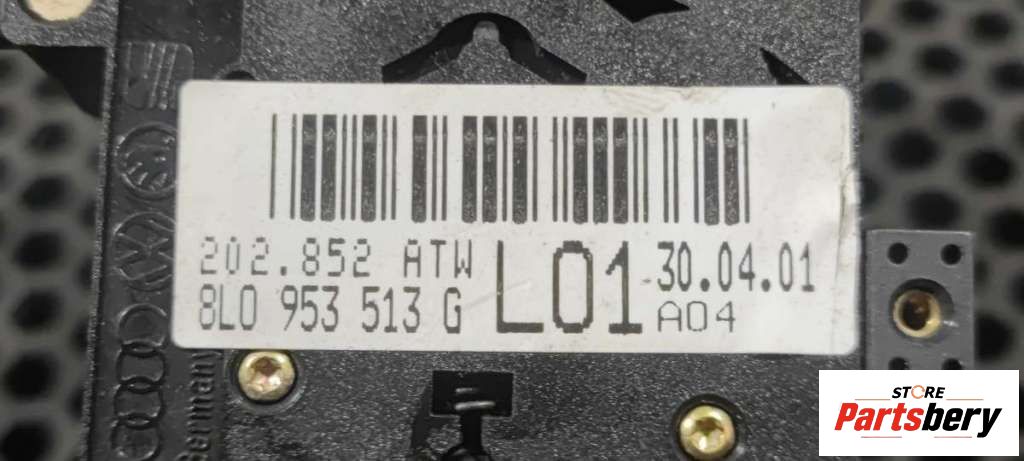 202.852 ATW L01 30.04.01
8L0 953 513 G A04
Germany
STORE
Partsbery